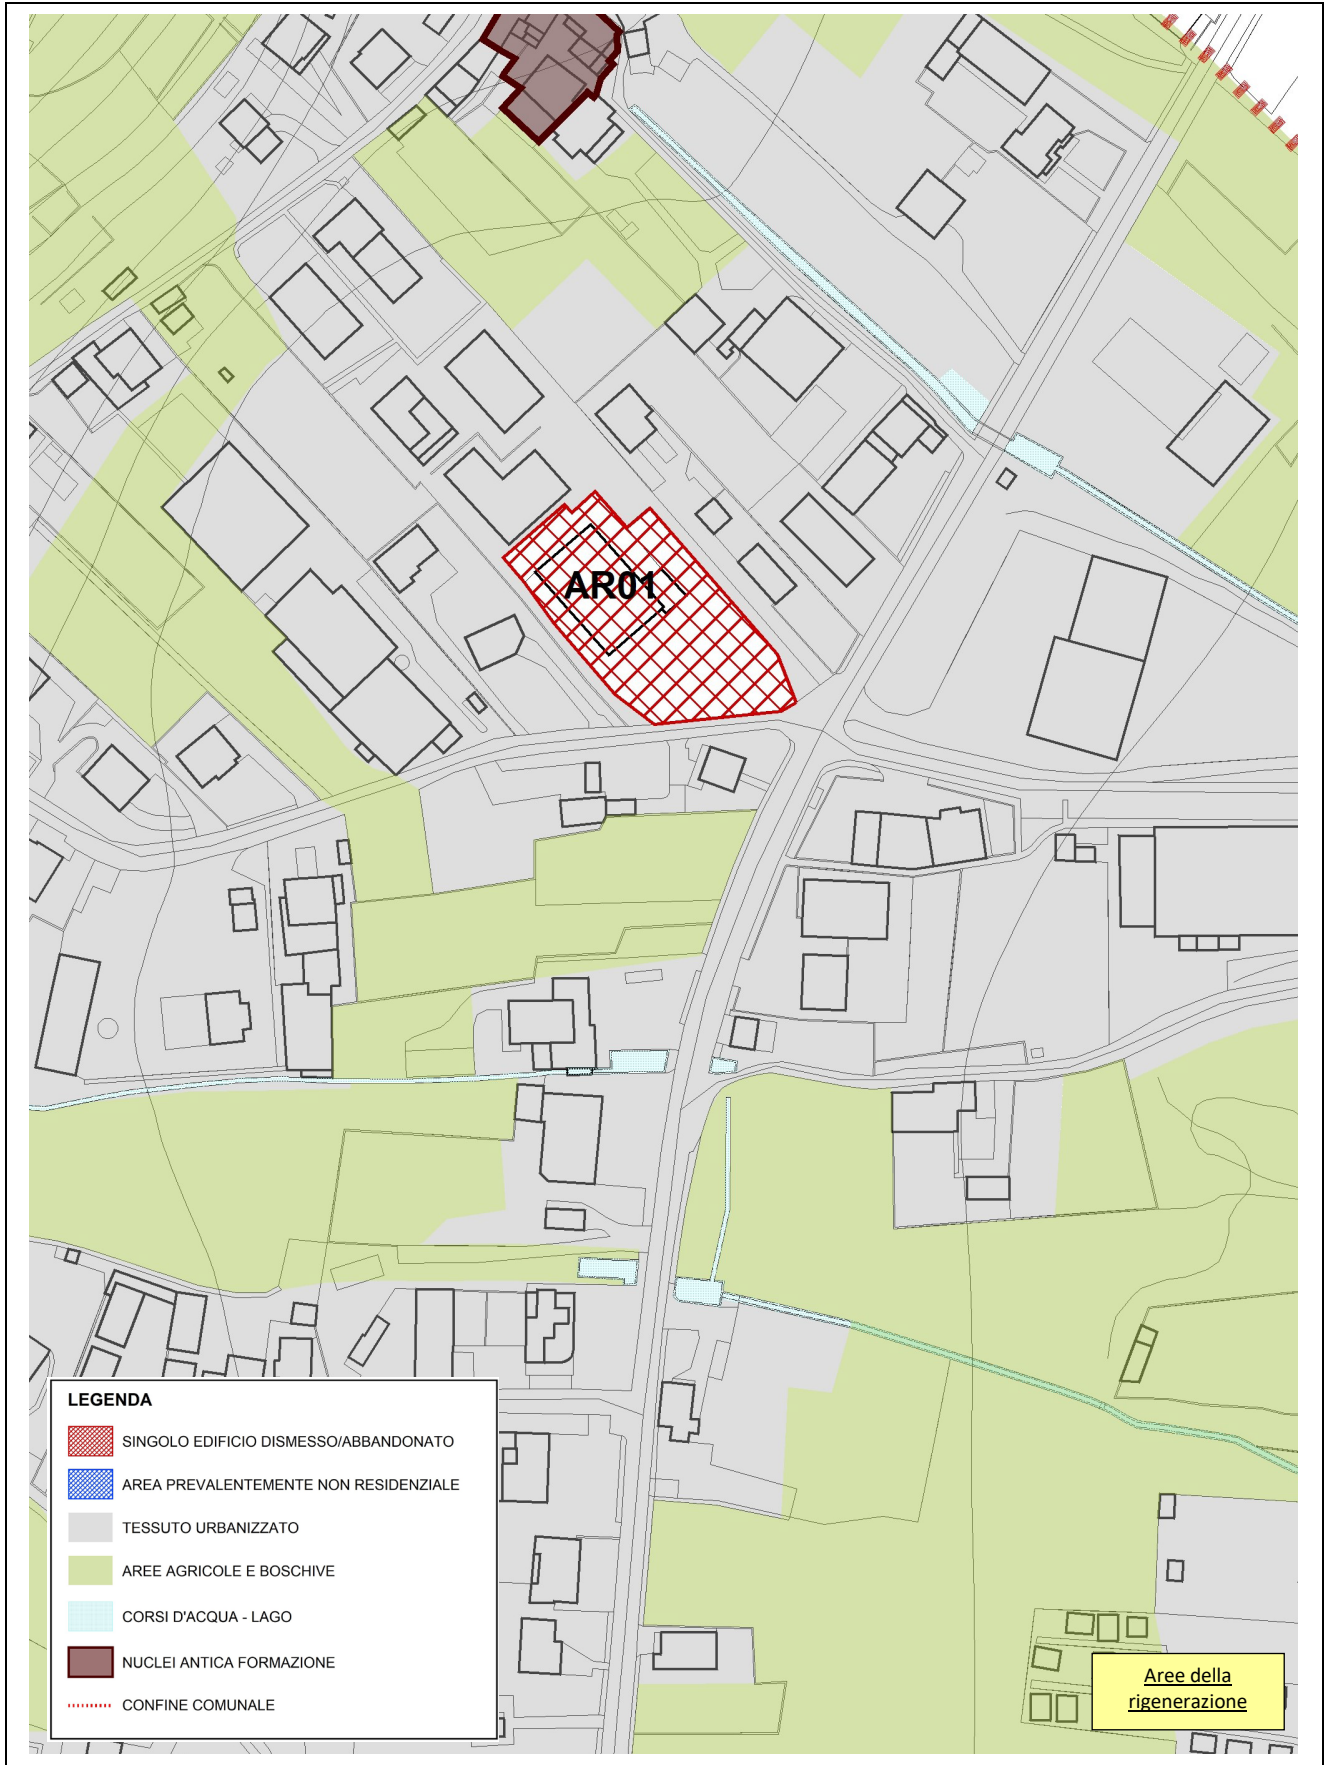 AR01
LEGENDA
SINGOLO EDIFICIO DISMESSO/ABBANDONATO
AREA PREVALENTEMENTE NON RESIDENZIALE
TESSUTO URBANIZZATO
AREE AGRICOLE E BOSCHIVE
CORSI D'ACQUA - LAGO
NUCLEI ANTICA FORMAZIONE
CONFINE COMUNALE
Aree della
rigenerazione